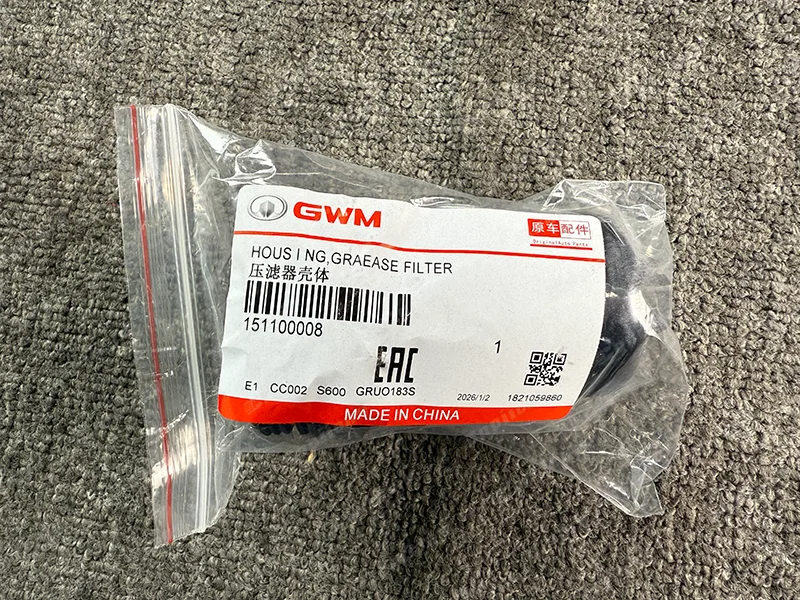 GWM
原车配件
OriginalAuto Parts
HOUS I NG,GRAEASE FILTER
压滤器壳体
151100008
1
EAC
E1 CC002 S600 GRUO183S 2026/1/2 1821059860
MADE IN CHINA